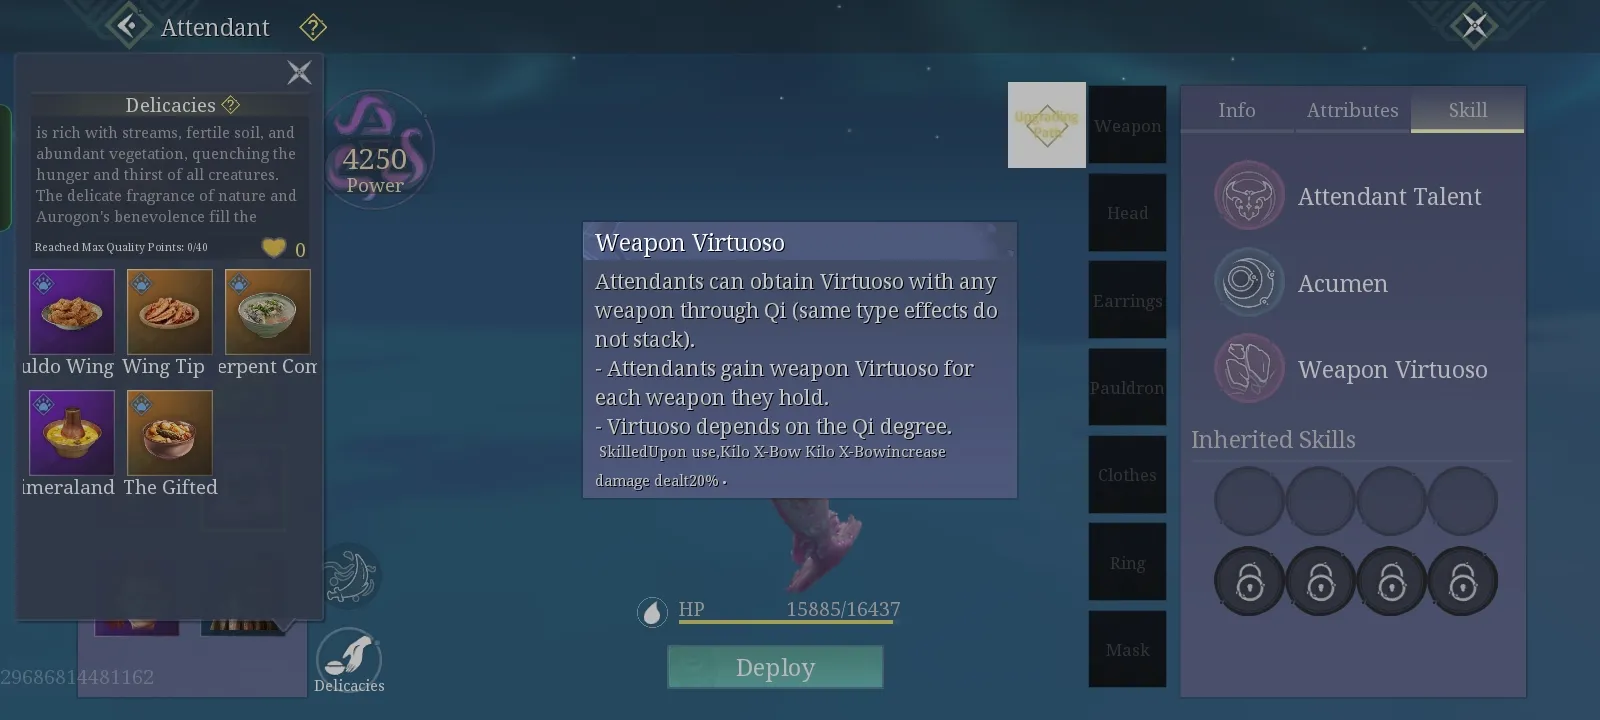 Attendant
Delicacies
is rich with streams, fertile soil, and
abundant vegetation, quenching the
hunger and thirst of all creatures.
The delicate fragrance of nature and
Aurogon's benevolence fill the
Reached Max Quality Points: 0/40
0
uldo Wing
Wing Tip
erpent Com
imeraland
The Gifted
4250
Power
29686814481162
Delicacies
Weapon Virtuoso
Attendants can obtain Virtuoso with any
weapon through Qi (same type effects do
not stack).
- Attendants gain weapon Virtuoso for
each weapon they hold.
- Virtuoso depends on the Qi degree.
SkilledUpon use,Kilo X-Bow Kilo X-Bowincrease
damage dealt20% •
HP
15885/16437
Deploy
Upgrading
Path
Weapon
Head
Earrings
Pauldron
Clothes
Ring
Mask
Info
Attributes
Skill
Attendant Talent
Acumen
Weapon Virtuoso
Inherited Skills